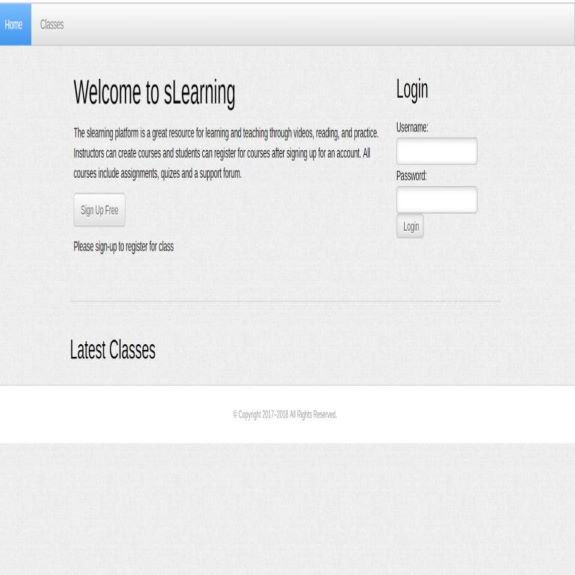 Home Classes
Welcome to sLearning
The slearning platform is a great resource for learning and teaching through videos, reading, and practice.
Instructors can create courses and students can register for courses after signing up for an account. All
courses include assignments, quizes and a support forum.
Sign Up Free
Please sign-up to register for class
Login
Username:
Password:
Login
Latest Classes
© Copyright 2017-2018 All Rights Reserved.